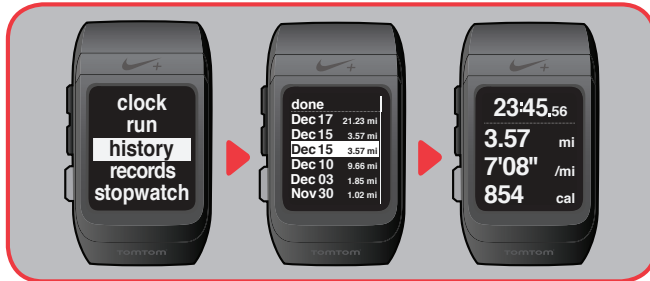 clock
run
history
records
stopwatch
TOMTOM
done
Dec 17 21.23 mi
Dec 15 3.57 mi
Dec 15 3.57 mi
Dec 10 9.66 mi
Dec 03 1.85 mi
Nov 30 1.02 mi
TOMTOM
23:45.56
3.57 mi
7'08" /mi
854 cal
TOMTOM